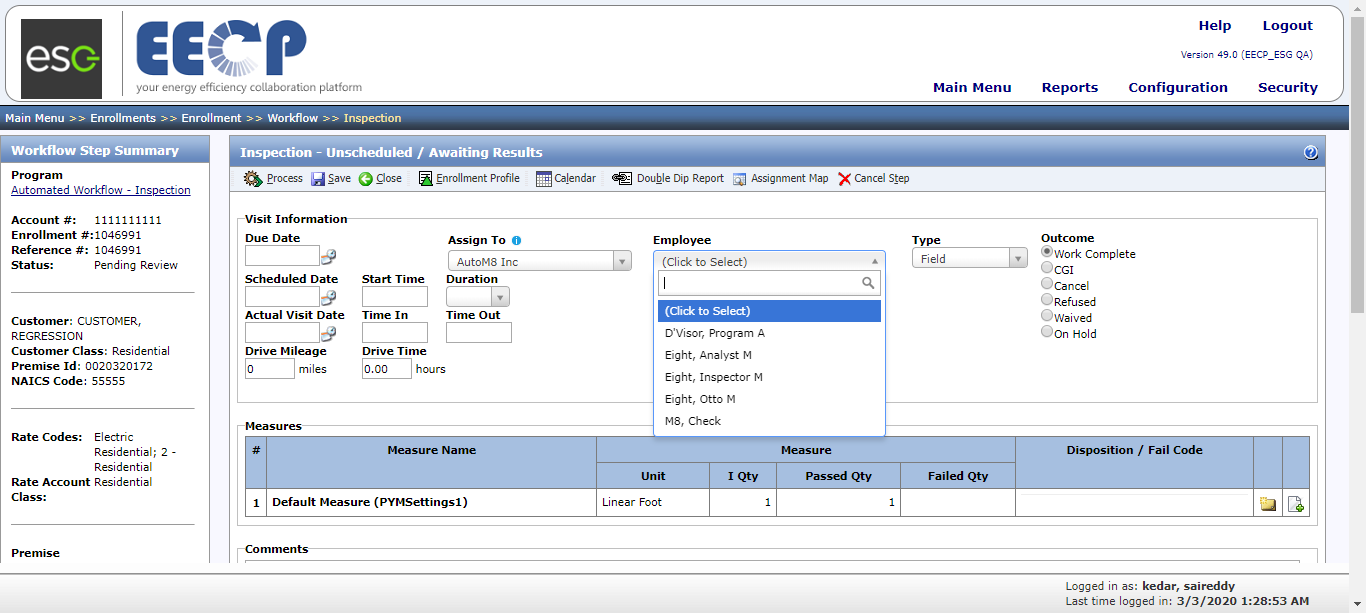 esg
EECP
your energy efficiency collaboration platform
Help Logout
Version 49.0 (EECP_ESG QA)
Main Menu Reports Configuration Security
Main Menu >> Enrollments >> Enrollment >> Workflow >> Inspection
Workflow Step Summary
Program
Automated Workflow - Inspection
Account #: 1111111111
Enrollment #:1046991
Reference #: 1046991
Status: Pending Review
Customer: CUSTOMER,
REGRESSION
Customer Class: Residential
Premise Id: 0020320172
NAICS Code: 55555
Rate Codes: Electric
Residential; 2 -
Residential
Rate Account Residential
Class:
Premise
Inspection - Unscheduled / Awaiting Results
Process Save Close Enrollment Profile Calendar Double Dip Report Assignment Map Cancel Step
Visit Information
Due Date
Assign To
AutoM8 Inc
Employee
(Click to Select)
(Click to Select)
D'Visor, Program A
Eight, Analyst M
Eight, Inspector M
Eight, Otto M
M8, Check
Type
Field
Outcome
Work Complete
CGI
Cancel
Refused
Waived
On Hold
Scheduled Date Start Time Duration
Actual Visit Date Time In Time Out
Drive Mileage Drive Time
0 miles 0.00 hours
Measures
# Measure Name Measure Disposition / Fail Code
Unit I Qty Passed Qty Failed Qty
1 Default Measure (PYMSettings1) Linear Foot 1 1
Comments
Logged in as: kedar, saireddy
Last time logged in: 3/3/2020 1:28:53 AM